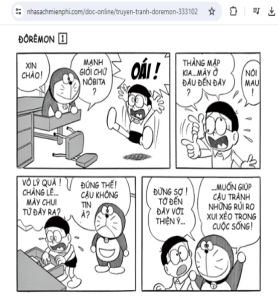 nhasachmienphi.com/doc-online/truyen-tranh-doremon-333102
ĐÔRÊMON 1
XIN
CHÀO!
MẠNH
GIỎI CHỨ
NÔBITA
?
OÁI!
THẰNG MẬP
KIA...MÀY Ở
ĐÂU ĐẾN ĐÂY
?
NÓI
MAU
!
VÔ LÝ QUÁ!
CHẲNG LẼ...
MÀY CHUI
TỪ ĐÂY RA?
ĐÚNG THẾ!
CẬU KHÔNG
TIN
À?
ĐỪNG SỢ!
TỚ ĐẾN
ĐÂY VỚI
THIỆN Ý...
...MUỐN GIÚP
CẬU TRÁNH
NHỮNG RỦI RO
XUI XẺO TRONG
CUỘC SỐNG!